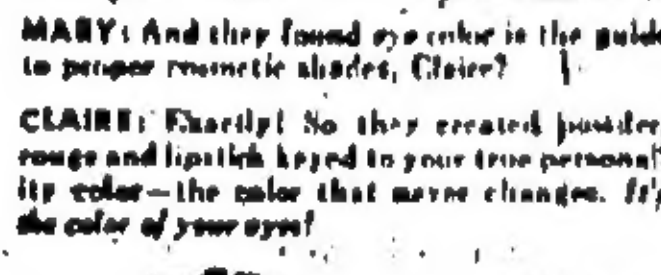 MARY: And they found eye color is the guide
to proper cosmetic shades, Claire?
CLAIRE: Exactly! So they created powder
rouge and lipstick keyed to your true personal
ity color—the color that never changes. It's
the color of your eyes!